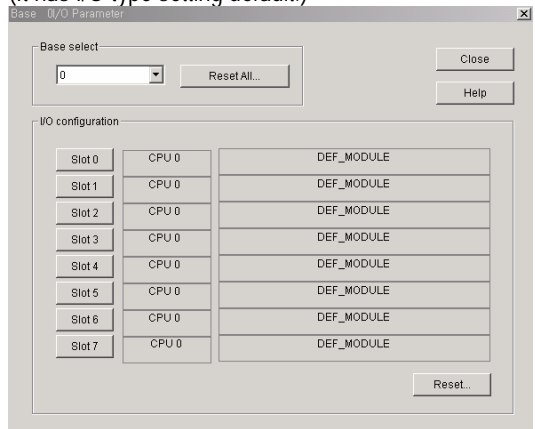 (It has I/O type setting default.)
Base 0I/O Parameter
Base select
0
Reset All...
Close
Help
I/O configuration
Slot 0 CPU 0 DEF_MODULE
Slot 1 CPU 0 DEF_MODULE
Slot 2 CPU 0 DEF_MODULE
Slot 3 CPU 0 DEF_MODULE
Slot 4 CPU 0 DEF_MODULE
Slot 5 CPU 0 DEF_MODULE
Slot 6 CPU 0 DEF_MODULE
Slot 7 CPU 0 DEF_MODULE
Reset...